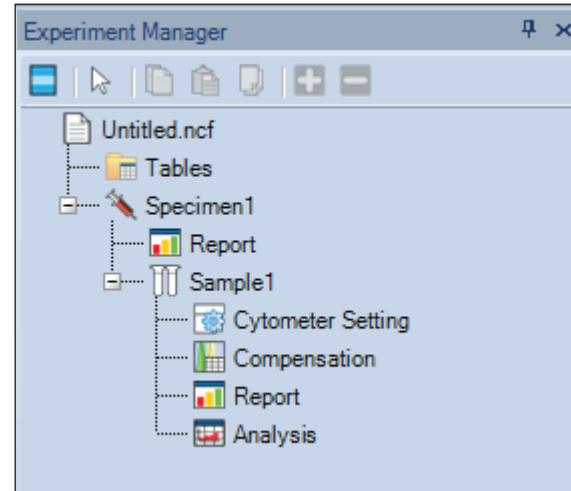 Experiment Manager
Untitled.ncf
Tables
Specimen1
Report
Sample1
Cytometer Setting
Compensation
Report
Analysis